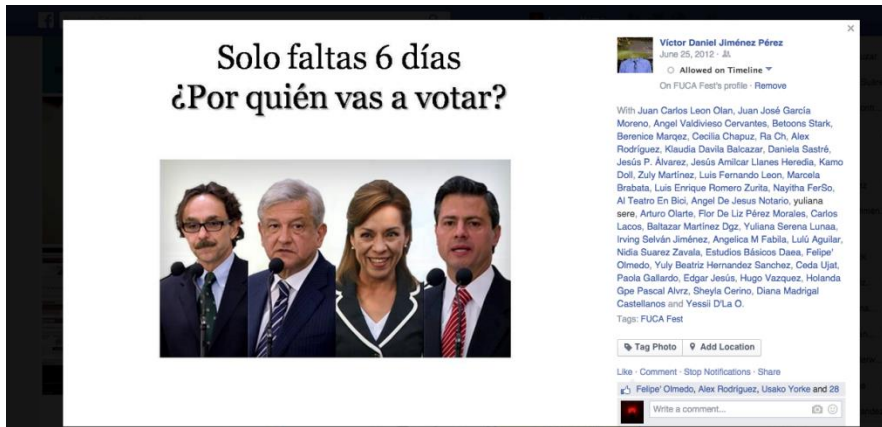 Solo faltas 6 días
¿Por quién vas a votar?
Víctor Daniel Jiménez Pérez
June 25, 2012 ·
Allowed on Timeline
On FUCA Fest's profile · Remove
With Juan Carlos Leon Olan, Juan José García
Moreno, Angel Valdivieso Cervantes, Betoons Stark,
Berenice Marqez, Cecilia Chapuz, Ra Ch, Alex
Rodríguez, Klaudia Davila Balcazar, Daniela Sastré,
Jesús P. Álvarez, Jesús Amilcar Llanes Heredia, Kamo
Doll, Zuly Martínez, Luis Fernando Leon, Marcela
Brabata, Luis Enrique Romero Zurita, Nayitha FerSo,
Al Teatro En Bici, Angel De Jesus Notario, yuliana
sere, Arturo Olarte, Flor De Liz Pérez Morales, Carlos
Lacos, Baltazar Martínez Dgz, Yuliana Serena Lunaa,
Irving Selván Jiménez, Angelica M Fabila, Lulú Aguilar,
Nidia Suarez Zavala, Estudios Básicos Daea, Felipe'
Olmedo, Yuly Beatriz Hernandez Sanchez, Ceda Ujat,
Paola Gallardo, Edgar Jesús, Hugo Vazquez, Holanda
Gpe Pascal Alvrz, Sheyla Cerino, Diana Madrigal
Castellanos and Yessii D'La O.
Tags: FUCA Fest
Tag Photo Add Location
Like · Comment · Stop Notifications · Share
Felipe' Olmedo, Alex Rodríguez, Usako Yorke and 28
Write a comment...